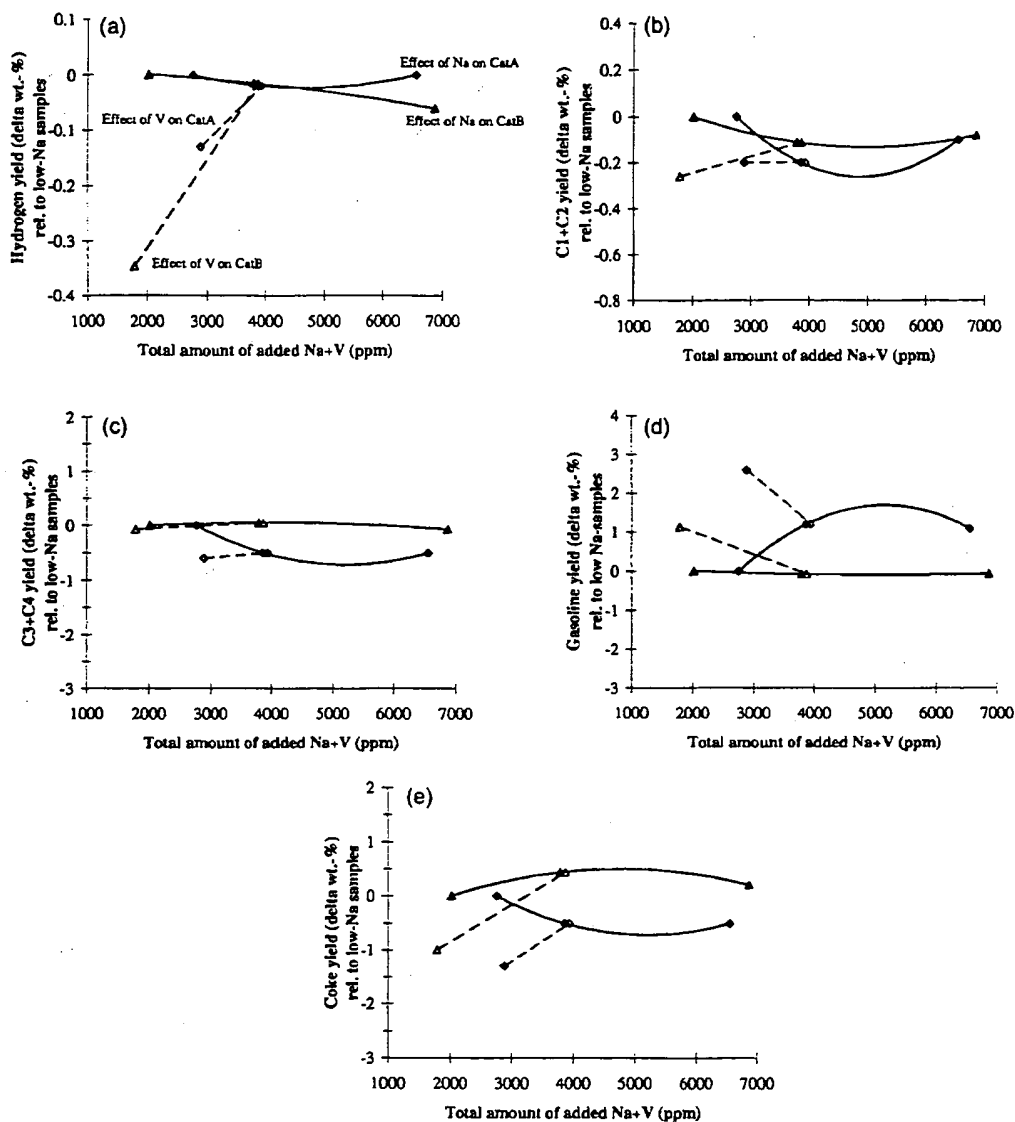 (a)
0.1
0
-0.1
-0.2
-0.3
-0.4
Hydrogen yield (delta wt.-%)
rel. to low-Na samples
Effect of Na on CatA
Effect of V on CatA
Effect of Na on CatB
Effect of V on CatB
1000 2000 3000 4000 5000 6000 7000
Total amount of added Na+V (ppm)
(b)
0.4
0
-0.2
-0.4
-0.6
-0.8
C1+C2 yield (delta wt.-%)
rel. to low-Na samples
1000 2000 3000 4000 5000 6000 7000
Total amount of added Na+V (ppm)
(c)
2
1
0
-1
-2
-3
C3+C4 yield (delta wt.-%)
rel. to low-Na samples
1000 2000 3000 4000 5000 6000 7000
Total amount of added Na+V (ppm)
(d)
4
3
2
1
0
-1
-2
-3
Gasoline yield (delta wt.-%)
rel. to low Na-samples
1000 2000 3000 4000 5000 6000 7000
Total amount of added Na+V (ppm)
(e)
2
1
0
-1
-2
-3
Coke yield (delta wt.-%)
rel. to low-Na samples
1000 2000 3000 4000 5000 6000 7000
Total amount of added Na+V (ppm)